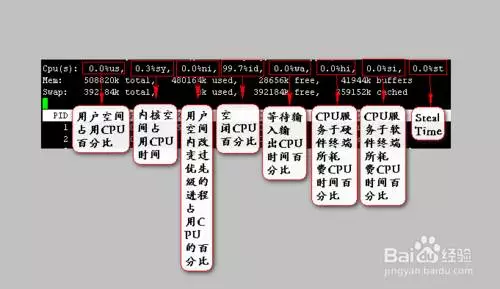 Cpu(s): 0.0%us, 0.3%sy, 0.0%ni, 99.7%id, 0.0%wa, 0.0%hi, 0.0%si, 0.0%st
Mem: 508820k total, 480164k used, 28656k free, 41944k buffers
Swap: 392184k total, 0k used, 392184k free, 359152k cached
PID
1
2
用户空间
占用CPU
百分比
内核空
间占
用CPU
时间
用户
空间
内改
变过
优先
级的
进程
占
用C
PU
的百
分比
空
闲CPU
百分比
等待输
入输
出CPU
时间百
分比
CPU服
务于硬
件终端
所耗
费CPU
时间百
分比
CPU服
务于软
件终端
所耗
费CPU
时间百
分比
Steal
Time
Baidu经验
jingyan.baidu.com